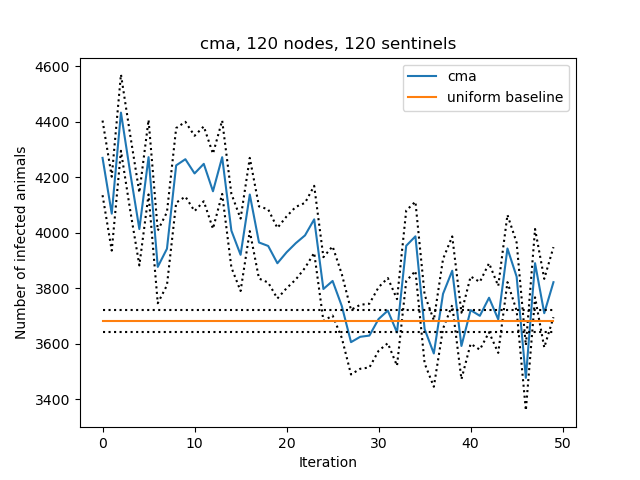 cma, 120 nodes, 120 sentinels
4600
4400
4200
4000
3800
3600
3400
Number of infected animals
cma
uniform baseline
0
10
20
30
40
50
Iteration